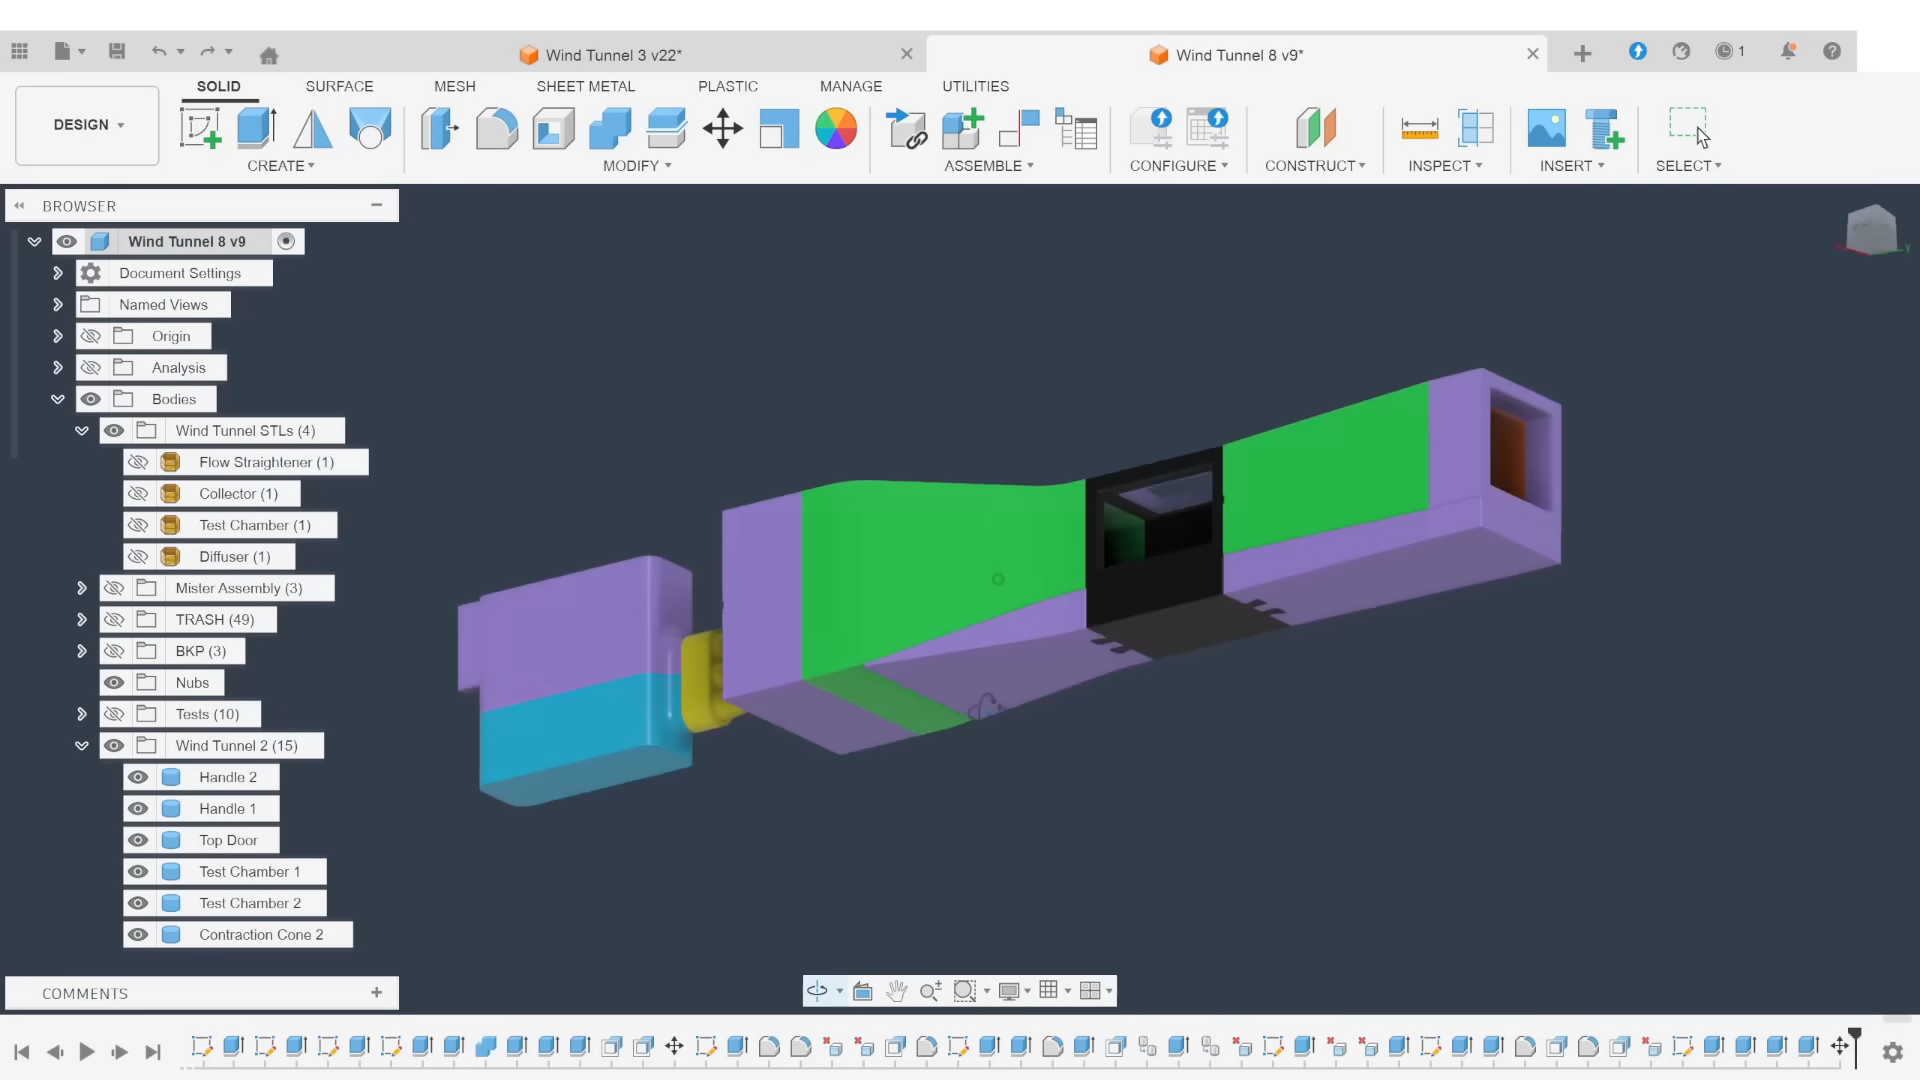 Wind Tunnel 3 v22*
Wind Tunnel 8 v9*
1
SOLID
SURFACE
MESH
SHEET METAL
PLASTIC
MANAGE
UTILITIES
DESIGN
CREATE
MODIFY
ASSEMBLE
CONFIGURE
CONSTRUCT
INSPECT
INSERT
SELECT
BROWSER
Wind Tunnel 8 v9
Document Settings
Named Views
Origin
Analysis
Bodies
Wind Tunnel STLs (4)
Flow Straightener (1)
Collector (1)
Test Chamber (1)
Diffuser (1)
Mister Assembly (3)
TRASH (49)
BKP (3)
Nubs
Tests (10)
Wind Tunnel 2 (15)
Handle 2
Handle 1
Top Door
Test Chamber 1
Test Chamber 2
Contraction Cone 2
COMMENTS